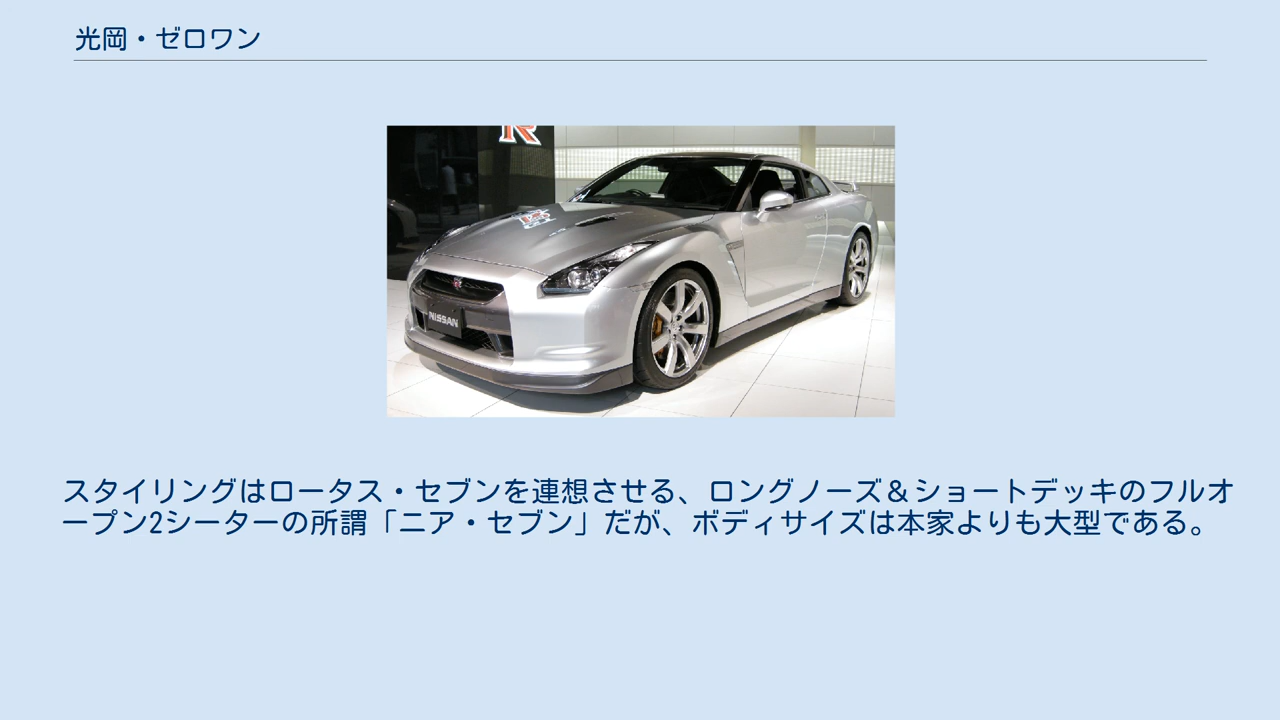 光岡・ゼロワン
R
NISSAN
スタイリングはロータス・セブンを連想させる、ロングノーズ＆ショートデッキのフルオ
ープン2シーターの所謂「ニア・セブン」だが、ボディサイズは本家よりも大型である。